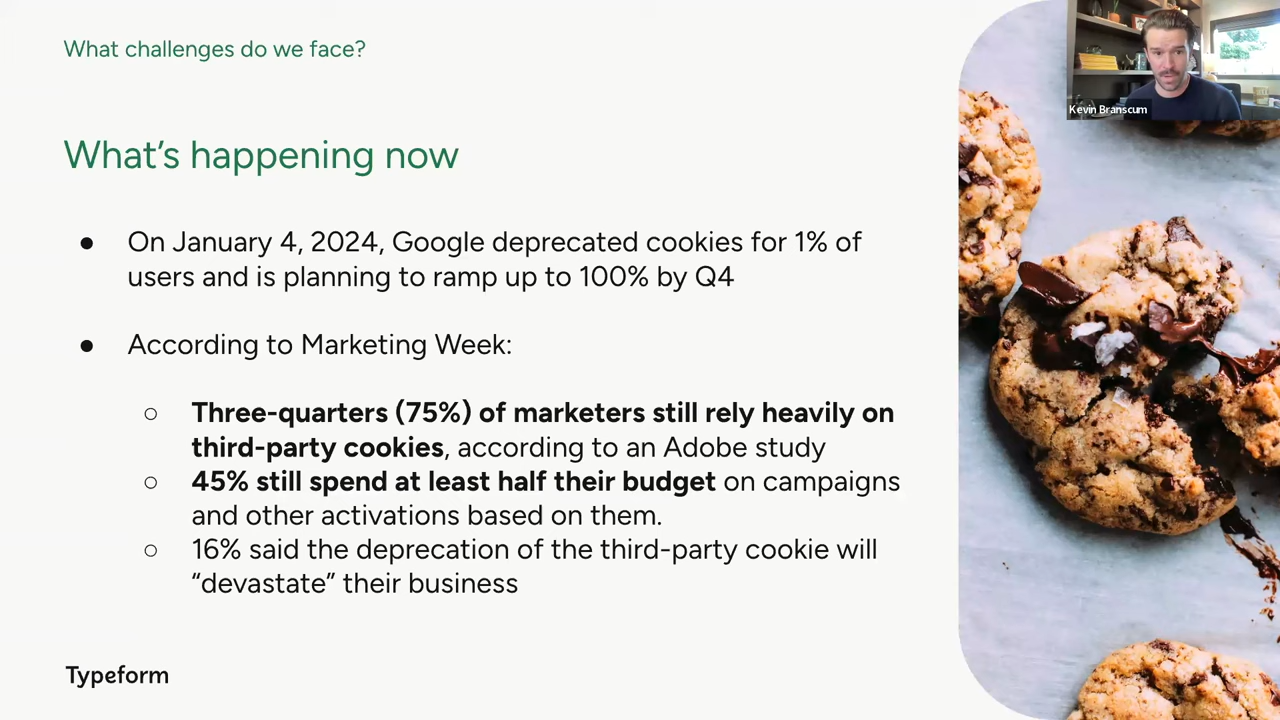 What challenges do we face?
Kevin Branscum
What’s happening now
● On January 4, 2024, Google deprecated cookies for 1% of
users and is planning to ramp up to 100% by Q4
● According to Marketing Week:
○ Three-quarters (75%) of marketers still rely heavily on
third-party cookies, according to an Adobe study
○ 45% still spend at least half their budget on campaigns
and other activations based on them.
○ 16% said the deprecation of the third-party cookie will
“devastate” their business
Typeform